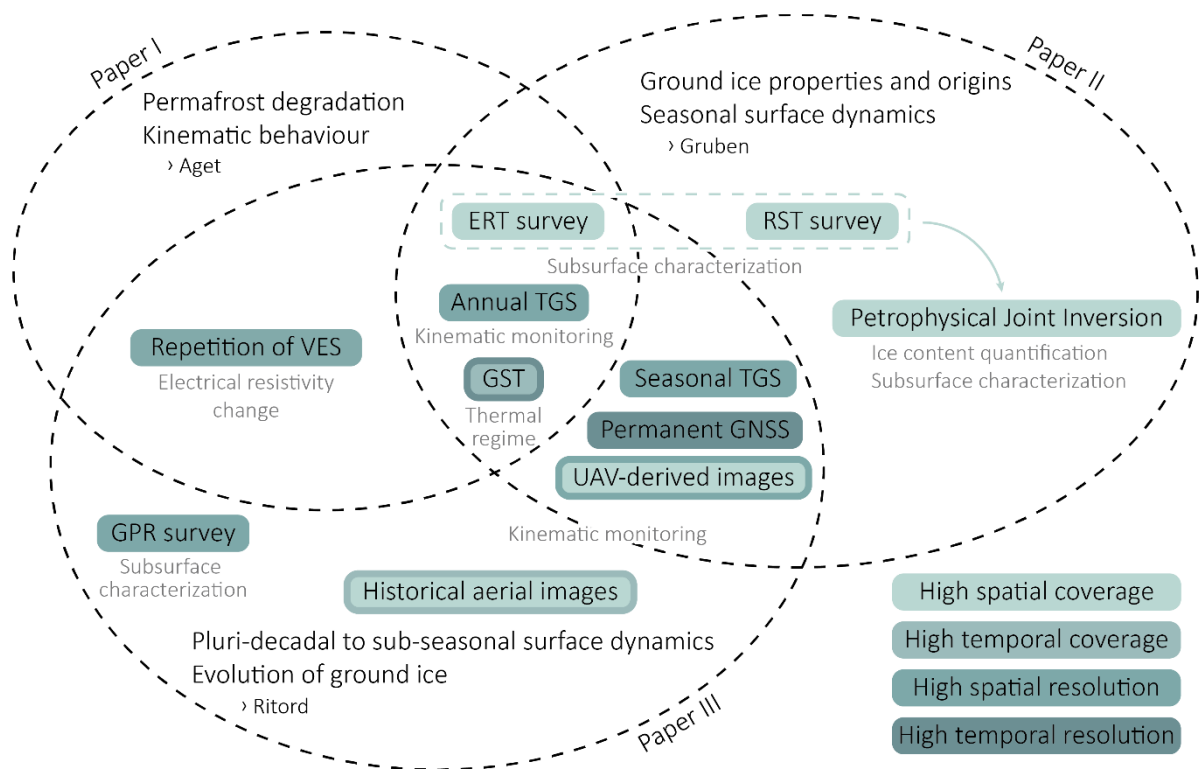 Paper I
Permafrost degradation
Kinematic behaviour
› Aget
Paper II
Ground ice properties and origins
Seasonal surface dynamics
› Gruben
ERT survey
RST survey
Subsurface characterization
Annual TGS
Kinematic monitoring
Petrophysical Joint Inversion
Ice content quantification
Subsurface characterization
Repetition of VES
Electrical resistivity
change
GST
Thermal
regime
Seasonal TGS
Permanent GNSS
UAV-derived images
Kinematic monitoring
GPR survey
Subsurface
characterization
Historical aerial images
Pluri-decadal to sub-seasonal surface dynamics
Evolution of ground ice
› Ritord
Paper III
High spatial coverage
High temporal coverage
High spatial resolution
High temporal resolution